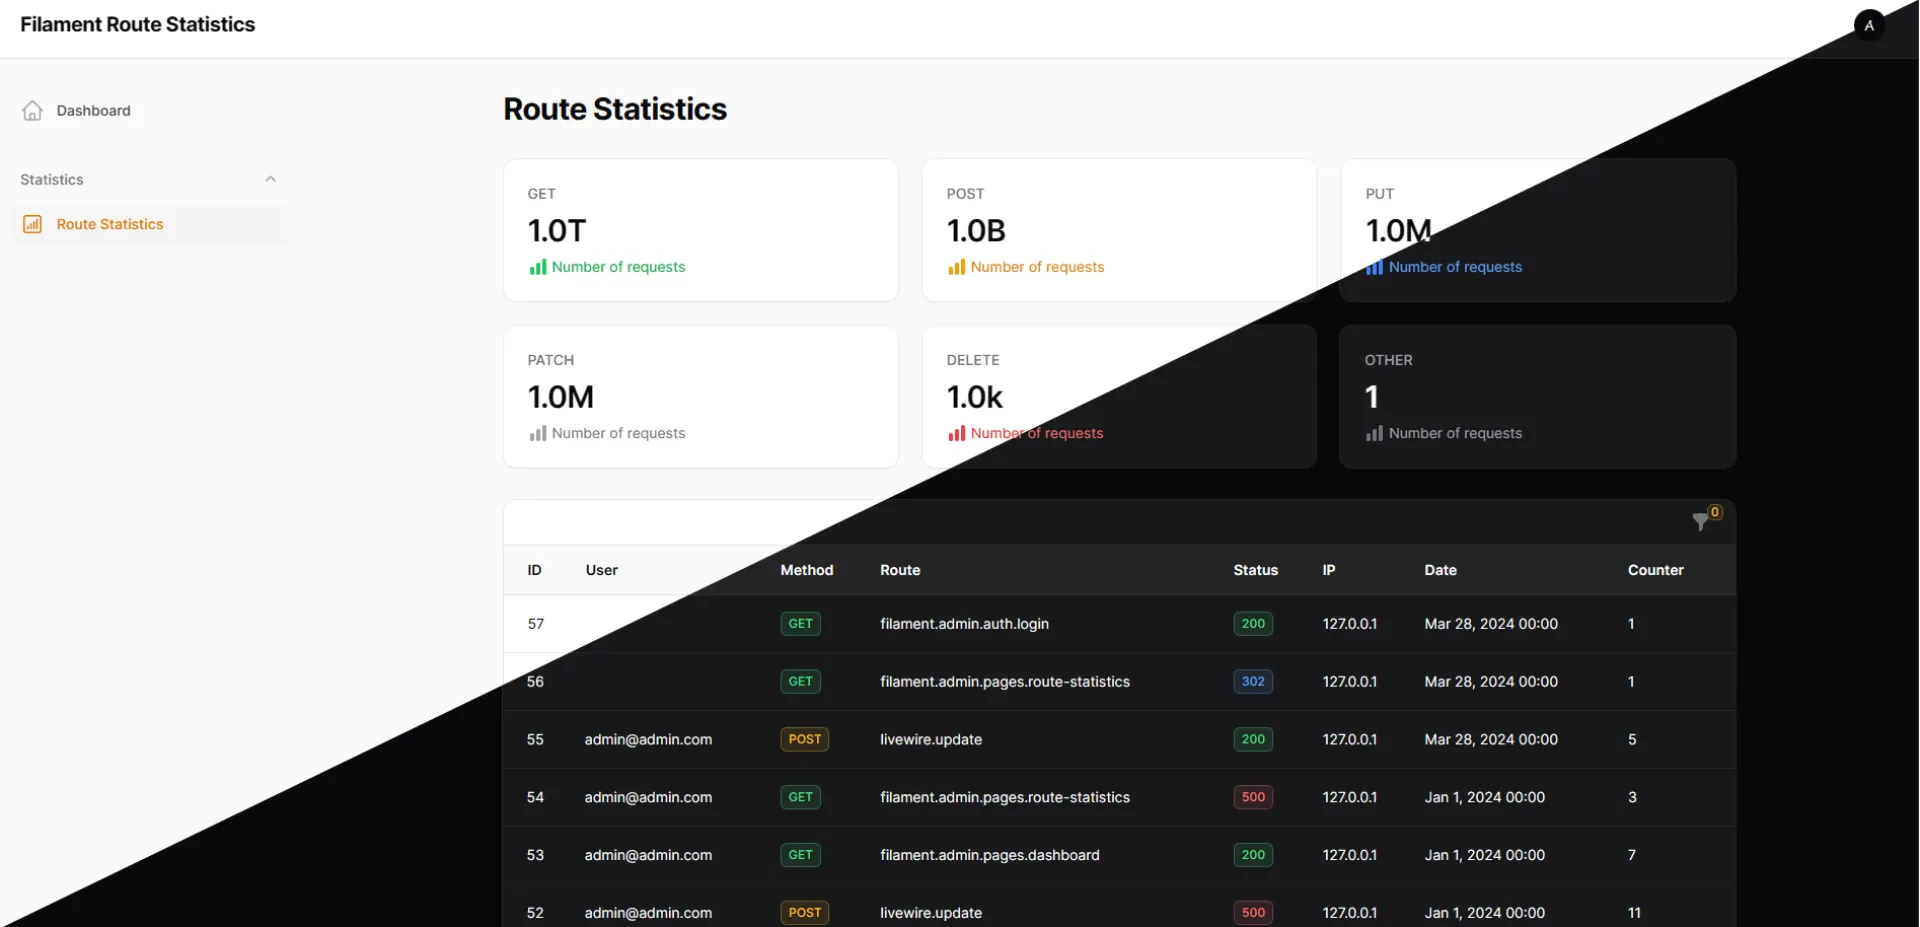 Filament Route Statistics
A
Dashboard
Statistics
Route Statistics
Route Statistics
GET
1.0T
Number of requests
POST
1.0B
Number of requests
PUT
1.0M
Number of requests
PATCH
1.0M
Number of requests
DELETE
1.0k
Number of requests
OTHER
1
Number of requests
0
ID User Method Route Status IP Date Counter
57 GET filament.admin.auth.login 200 127.0.0.1 Mar 28, 2024 00:00 1
56 GET filament.admin.pages.route-statistics 302 127.0.0.1 Mar 28, 2024 00:00 1
55 admin@admin.com POST livewire.update 200 127.0.0.1 Mar 28, 2024 00:00 5
54 admin@admin.com GET filament.admin.pages.route-statistics 500 127.0.0.1 Jan 1, 2024 00:00 3
53 admin@admin.com GET filament.admin.pages.dashboard 200 127.0.0.1 Jan 1, 2024 00:00 7
52 admin@admin.com POST livewire.update 500 127.0.0.1 Jan 1, 2024 00:00 11